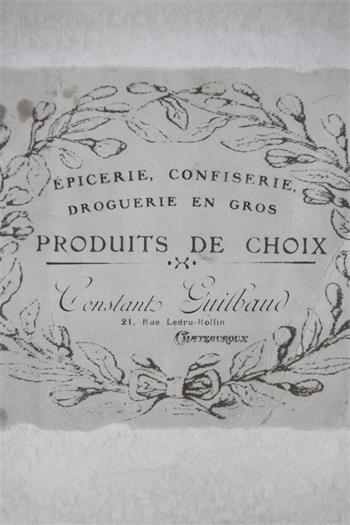 ÉPICERIE, CONFISERIE,
DROGUERIE EN GROS
PRODUITS DE CHOIX
Constant Guilbaud
21, Rue Ledru-Rollin
CHATEAUROUX